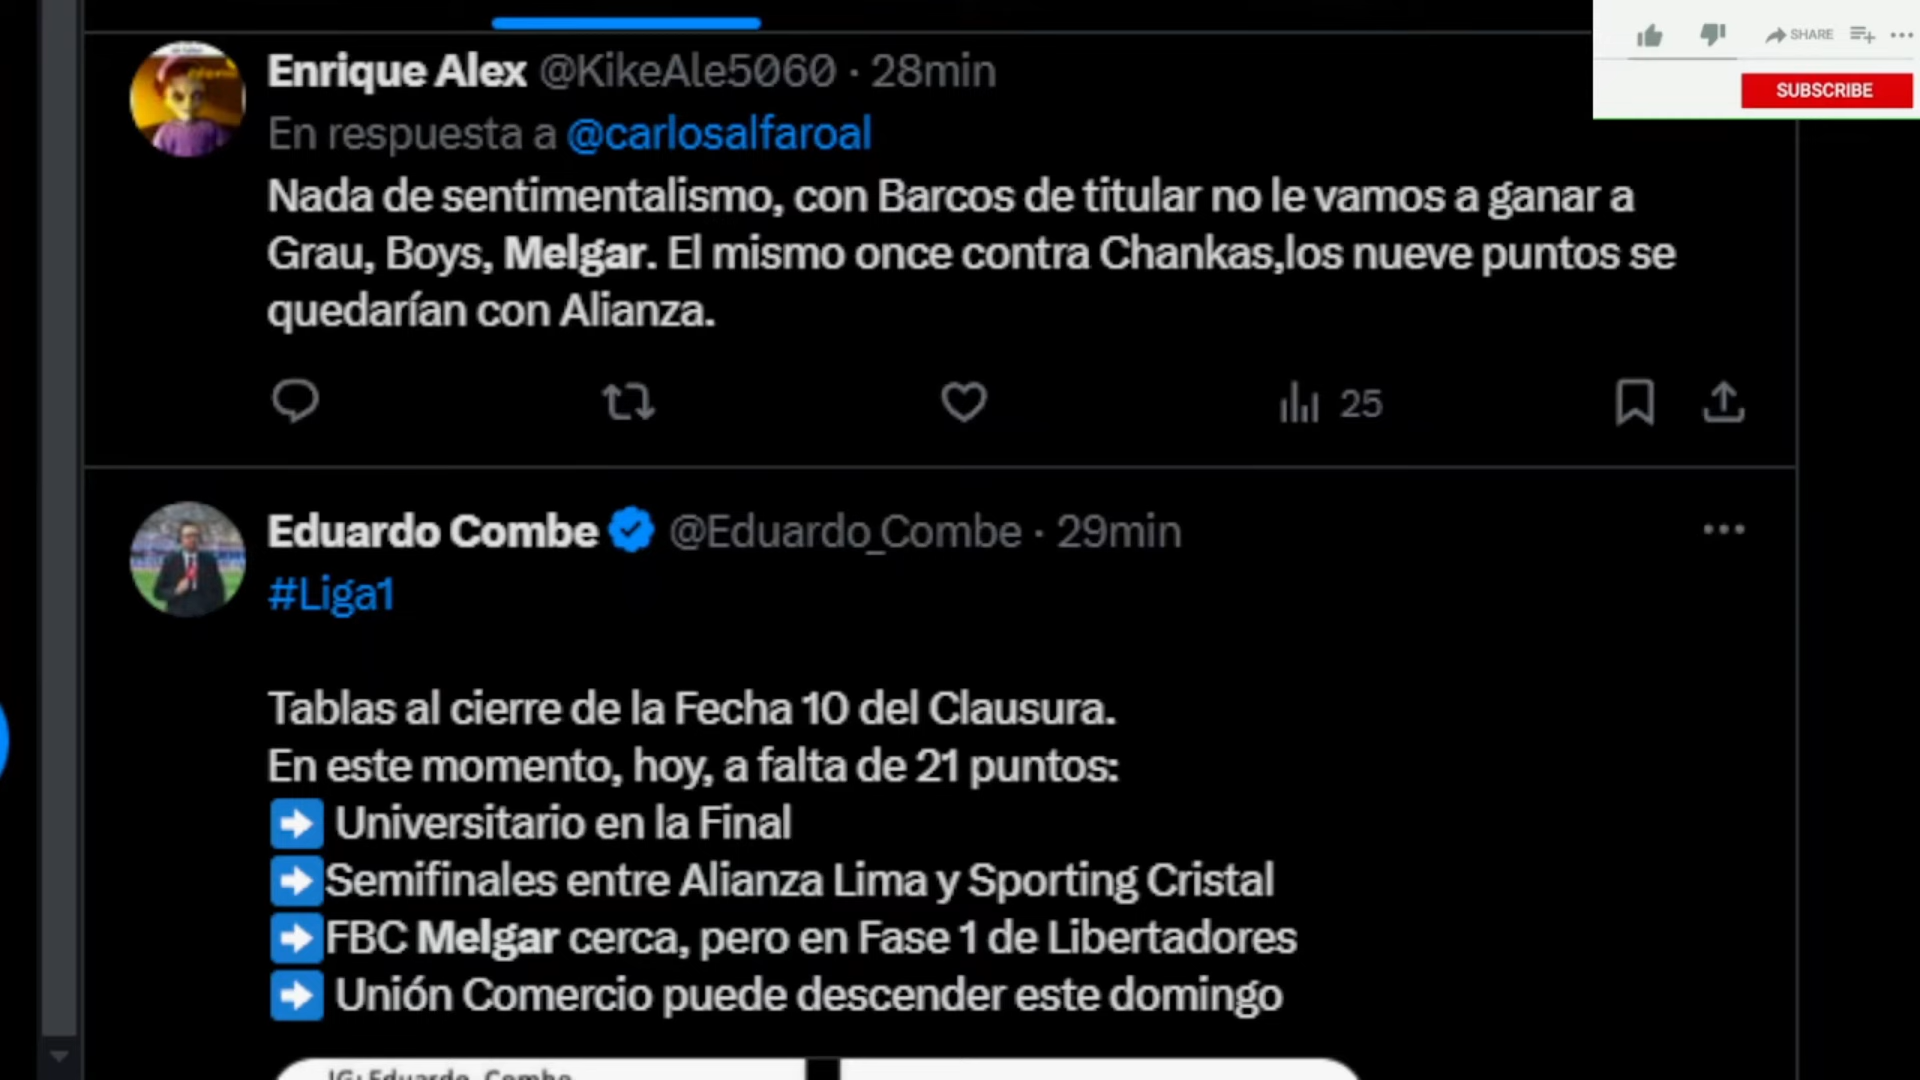 SHARE
SUBSCRIBE
Enrique Alex @KikeAle5060 · 28min
En respuesta a @carlosalfaroal
Nada de sentimentalismo, con Barcos de titular no le vamos a ganar a
Grau, Boys, Melgar. El mismo once contra Chankas,los nueve puntos se
quedarían con Alianza.
25
Eduardo Combe @Eduardo_Combe · 29min
#Liga1
Tablas al cierre de la Fecha 10 del Clausura.
En este momento, hoy, a falta de 21 puntos:
➡️ Universitario en la Final
➡️Semifinales entre Alianza Lima y Sporting Cristal
➡️FBC Melgar cerca, pero en Fase 1 de Libertadores
➡️ Unión Comercio puede descender este domingo
IG: Eduardo_Combe